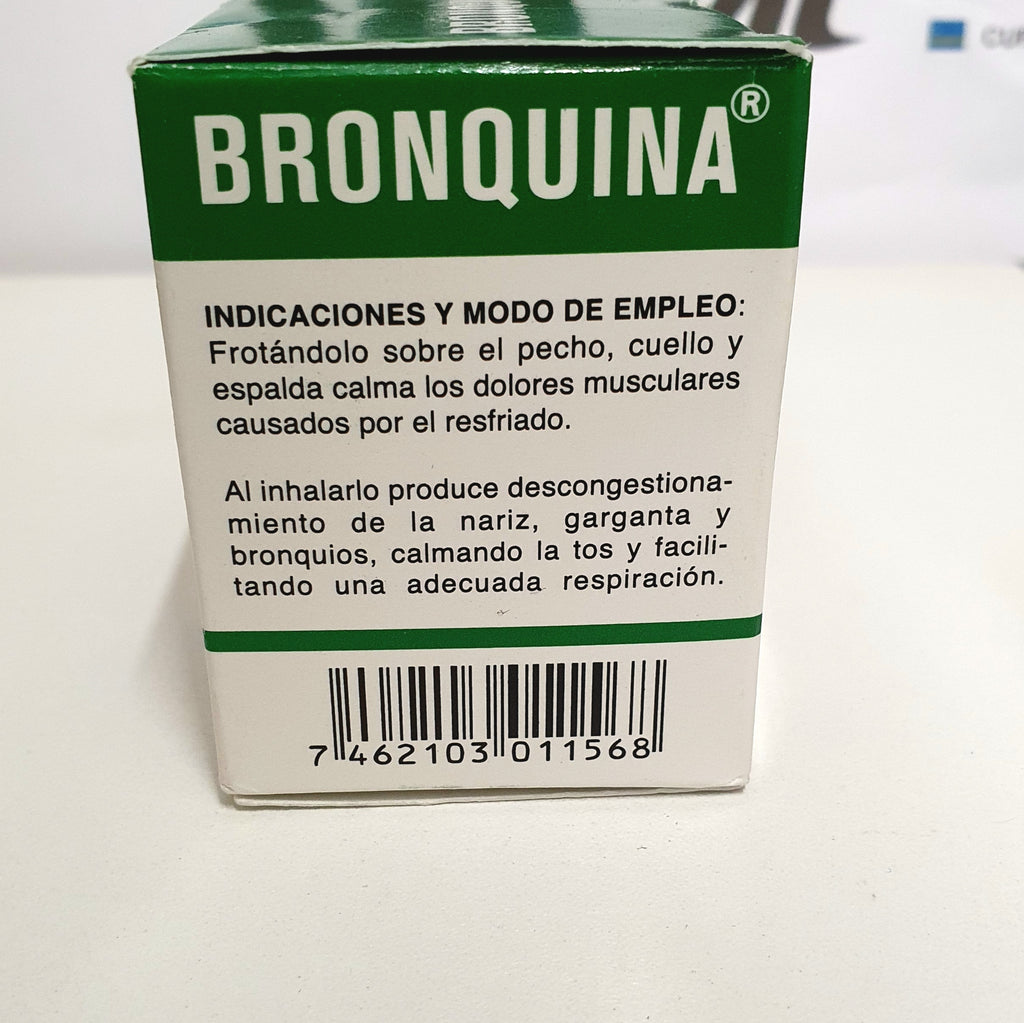 BRONQUINA®
INDICACIONES Y MODO DE EMPLEO:
Frotándolo sobre el pecho, cuello y
espalda calma los dolores musculares
causados por el resfriado.
Al inhalarlo produce descongestiona-
miento de la nariz, garganta y
bronquios, calmando la tos y facili-
tando una adecuada respiración.
7 462103 011568